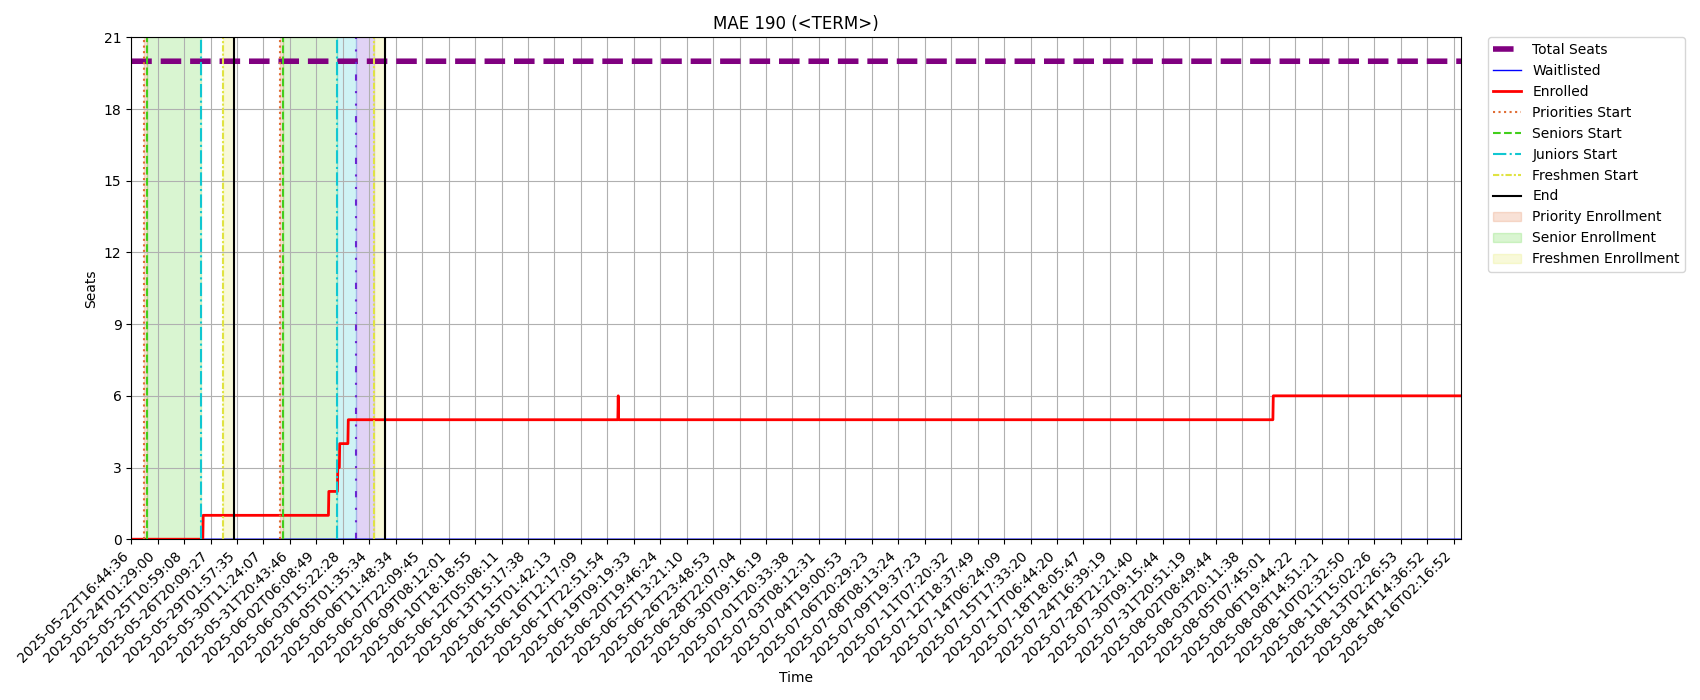 MAE 190 (<TERM>)
Seats
21
18
15
12
9
6
3
0
2025-05-22T16:44:36
2025-05-24T01:29:00
2025-05-25T10:59:08
2025-05-26T20:09:27
2025-05-29T01:57:35
2025-05-30T11:24:07
2025-05-31T20:43:46
2025-06-02T06:08:49
2025-06-03T15:22:28
2025-06-05T01:35:34
2025-06-06T11:48:34
2025-06-07T22:09:45
2025-06-09T08:12:01
2025-06-10T18:18:55
2025-06-12T05:08:11
2025-06-13T15:17:38
2025-06-15T01:42:13
2025-06-16T12:17:09
2025-06-17T22:51:54
2025-06-19T09:19:33
2025-06-20T19:46:24
2025-06-25T13:21:10
2025-06-26T23:48:53
2025-06-28T22:07:04
2025-06-30T09:16:19
2025-07-01T20:33:38
2025-07-03T08:12:31
2025-07-04T19:00:53
2025-07-06T20:29:23
2025-07-08T08:13:24
2025-07-09T19:37:23
2025-07-11T07:20:32
2025-07-12T18:37:49
2025-07-14T06:24:09
2025-07-15T17:33:20
2025-07-17T06:44:20
2025-07-18T18:05:47
2025-07-24T16:39:19
2025-07-28T21:21:40
2025-07-30T09:15:44
2025-07-31T20:51:19
2025-08-02T08:49:44
2025-08-03T20:11:38
2025-08-05T07:45:01
2025-08-06T19:44:22
2025-08-08T14:51:21
2025-08-10T02:32:50
2025-08-11T15:02:26
2025-08-13T02:26:53
2025-08-14T14:36:52
2025-08-16T02:16:52
Time
Total Seats
Waitlisted
Enrolled
Priorities Start
Seniors Start
Juniors Start
Freshmen Start
End
Priority Enrollment
Senior Enrollment
Freshmen Enrollment